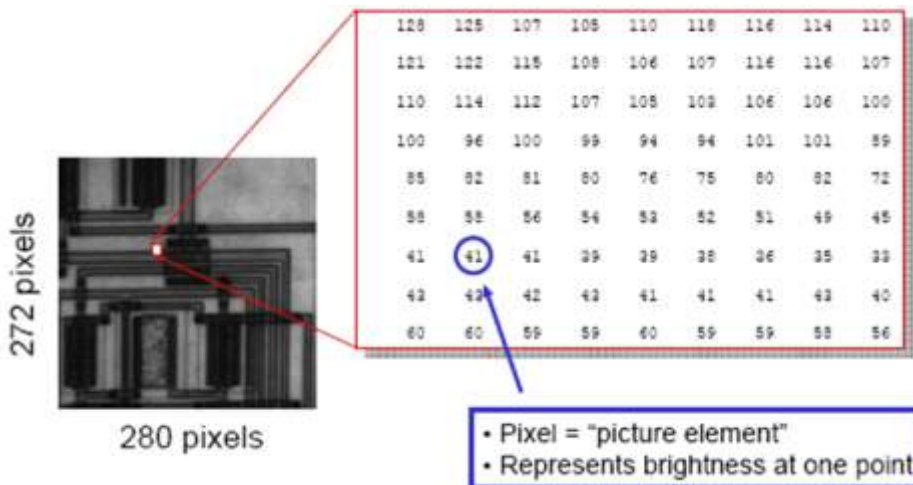 128 125 107 105 110 118 116 114 110
121 122 115 108 106 107 116 116 107
110 114 112 107 105 103 106 106 100
100 96 100 99 94 94 101 101 89
85 82 81 80 76 75 80 82 72
58 58 56 54 53 52 51 49 45
41 41 41 39 39 38 36 35 33
43 43 42 43 41 41 41 43 40
60 60 59 59 60 59 59 58 56
272 pixels
280 pixels
• Pixel = “picture element”
• Represents brightness at one point